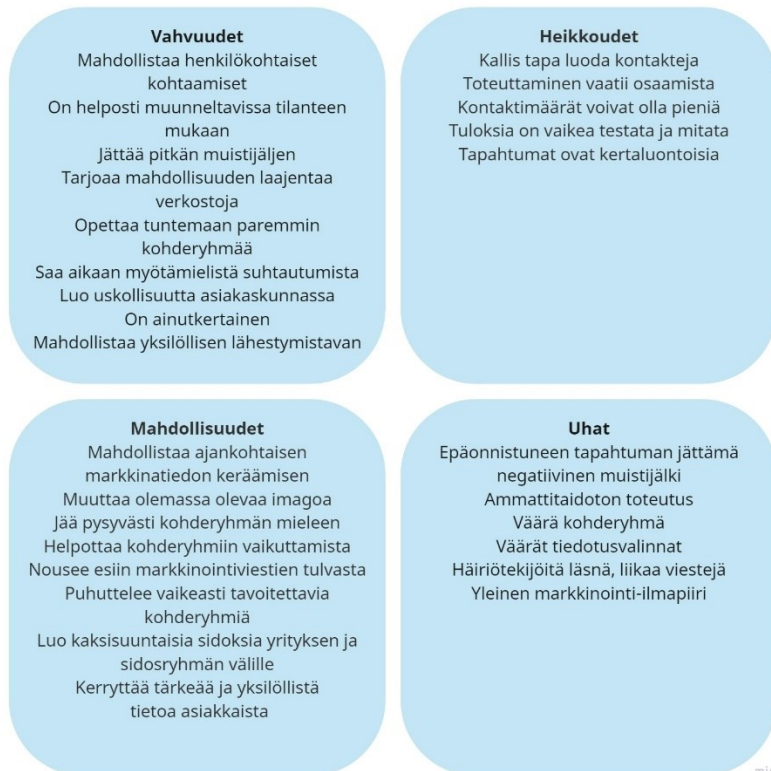 Vahvuudet
Mahdollistaa henkilökohtaiset
kohtaamiset
On helposti muunneltavissa tilanteen
mukaan
Jättää pitkän muistijäljen
Tarjoaa mahdollisuuden laajentaa
verkostoja
Opettaa tuntemaan paremmin
kohderyhmää
Saa aikaan myötämielistä suhtautumista
Luo uskollisuutta asiakaskunnassa
On ainutkertainen
Mahdollistaa yksilöllisen lähestymistavan
Heikkoudet
Kallis tapa luoda kontakteja
Toteuttaminen vaatii osaamista
Kontaktimäärät voivat olla pieniä
Tuloksia on vaikea testata ja mitata
Tapahtumat ovat kertaluontoisia
Mahdollisuudet
Mahdollistaa ajankohtaisen
markkinatiedon keräämisen
Muuttaa olemassa olevaa imagoa
Jää pysyvästi kohderyhmän mieleen
Helpottaa kohderyhmiin vaikuttamista
Nousee esiin markkinointiviestien tulvasta
Puhuttelee vaikeasti tavoitettavia
kohderyhmiä
Luo kaksisuuntaisia sidoksia yrityksen ja
sidosryhmän välille
Kerryttää tärkeää ja yksilöllistä
tietoa asiakkaista
Uhat
Epäonnistuneen tapahtuman jättämä
negatiivinen muistijälki
Ammattitaidoton toteutus
Väärä kohderyhmä
Väärät tiedotusvalinnat
Häiriötekijöitä läsnä, liikaa viestejä
Yleinen markkinointi-ilmapiiri